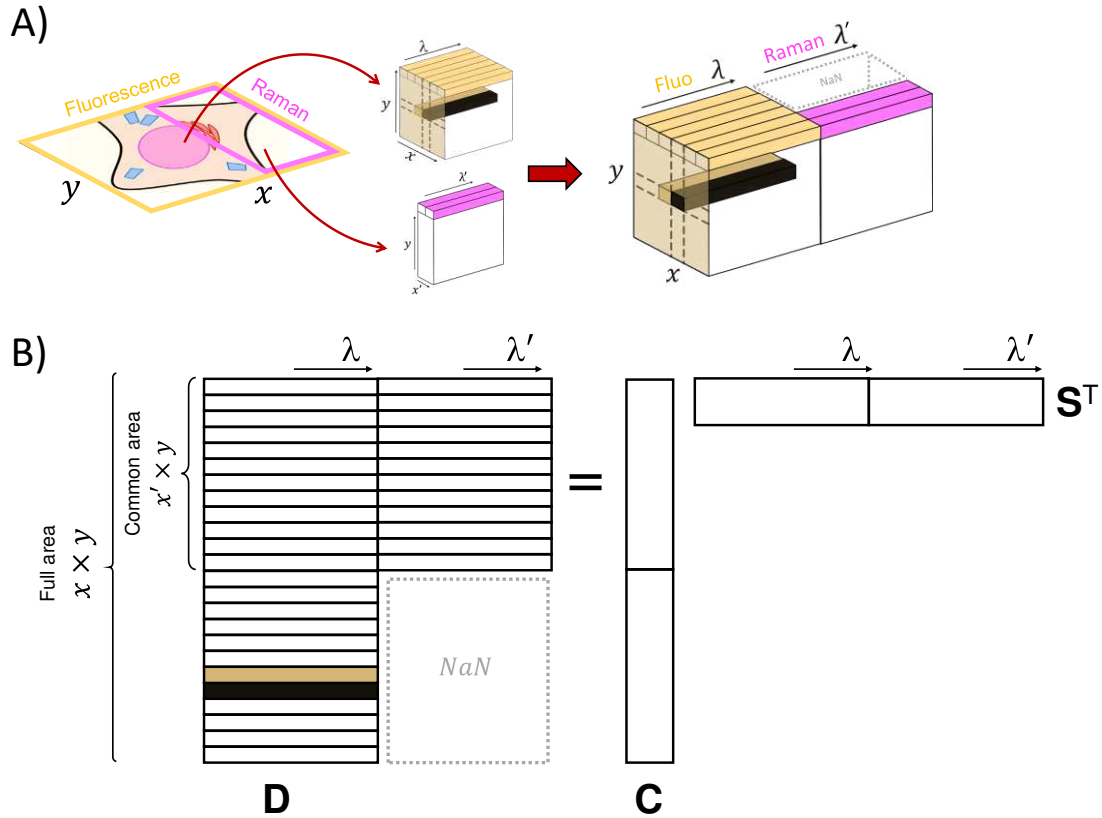 A)
Fluorescence
Raman
y
x
λ
y
x
λ′
y
x′
Fluo
λ
Raman
λ′
NaN
y
x
B)
λ
λ′
λ
λ′
Full area
x × y
Common area
x′ × y
=
Sᵀ
NaN
D
C